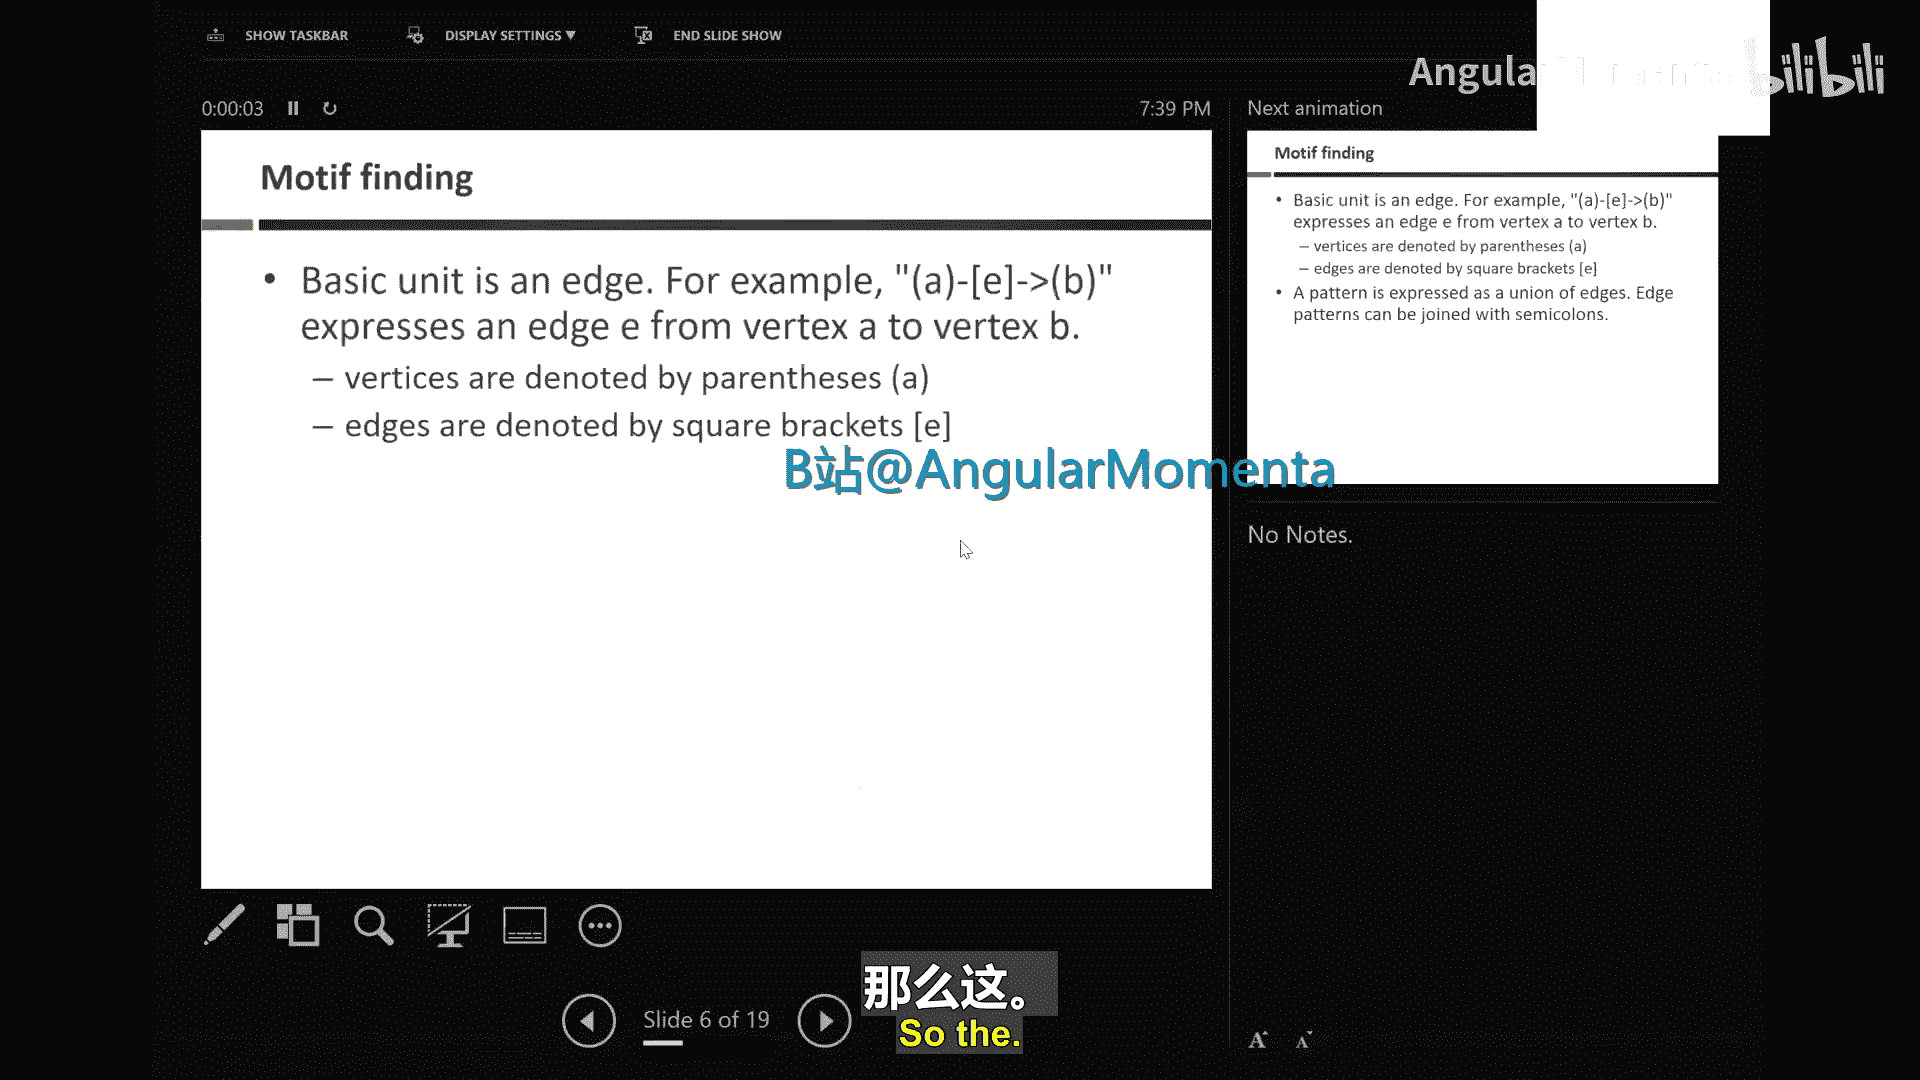 SHOW TASKBAR
DISPLAY SETTINGS ▼
END SLIDE SHOW
Angula
bilibili
0:00:03
7:39 PM
Next animation
Motif finding
• Basic unit is an edge. For example, "(a)-[e]->(b)"
expresses an edge e from vertex a to vertex b.
– vertices are denoted by parentheses (a)
– edges are denoted by square brackets [e]
Motif finding
• Basic unit is an edge. For example, "(a)-[e]->(b)"
expresses an edge e from vertex a to vertex b.
– vertices are denoted by parentheses (a)
– edges are denoted by square brackets [e]
• A pattern is expressed as a union of edges. Edge
patterns can be joined with semicolons.
B站@AngularMomenta
No Notes.
Slide 6 of 19
那么这。
So the.
A A